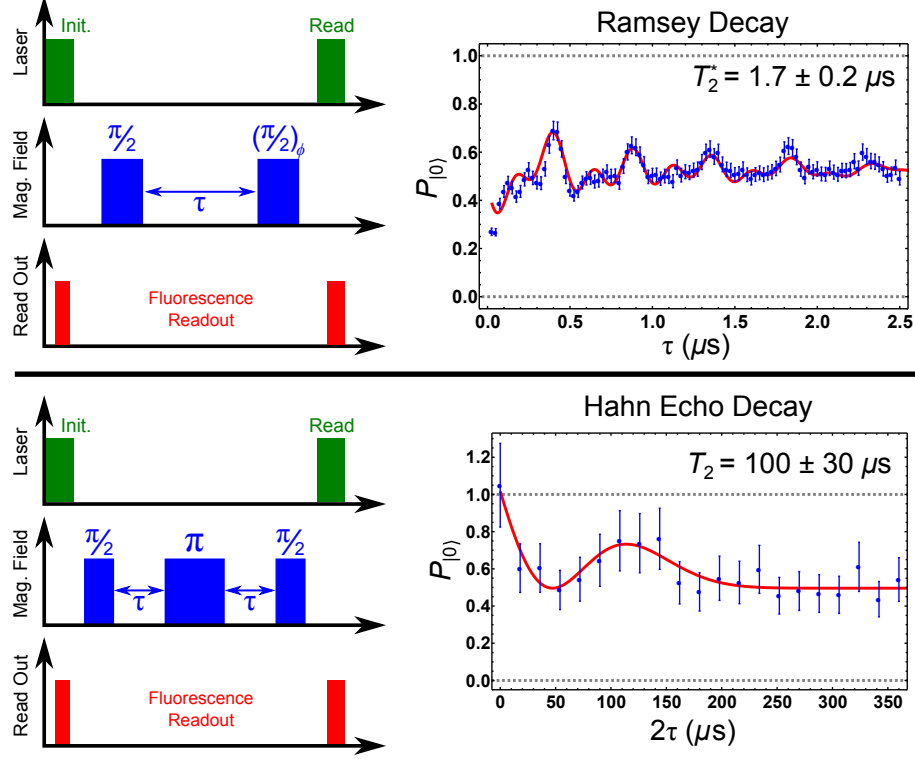 Init.
Read
Laser
π/2
(π/2)ϕ
τ
Mag. Field
Fluorescence
Readout
Read Out
Ramsey Decay
T₂* = 1.7 ± 0.2 µs
1.0
0.8
0.6
0.4
0.2
0.0
P|0⟩
0.0 0.5 1.0 1.5 2.0 2.5
τ (µs)
Init.
Read
Laser
π/2
π
π/2
τ
τ
Mag. Field
Fluorescence
Readout
Read Out
Hahn Echo Decay
T₂ = 100 ± 30 µs
1.2
1.0
0.8
0.6
0.4
0.2
0.0
P|0⟩
0 50 100 150 200 250 300 350
2τ (µs)